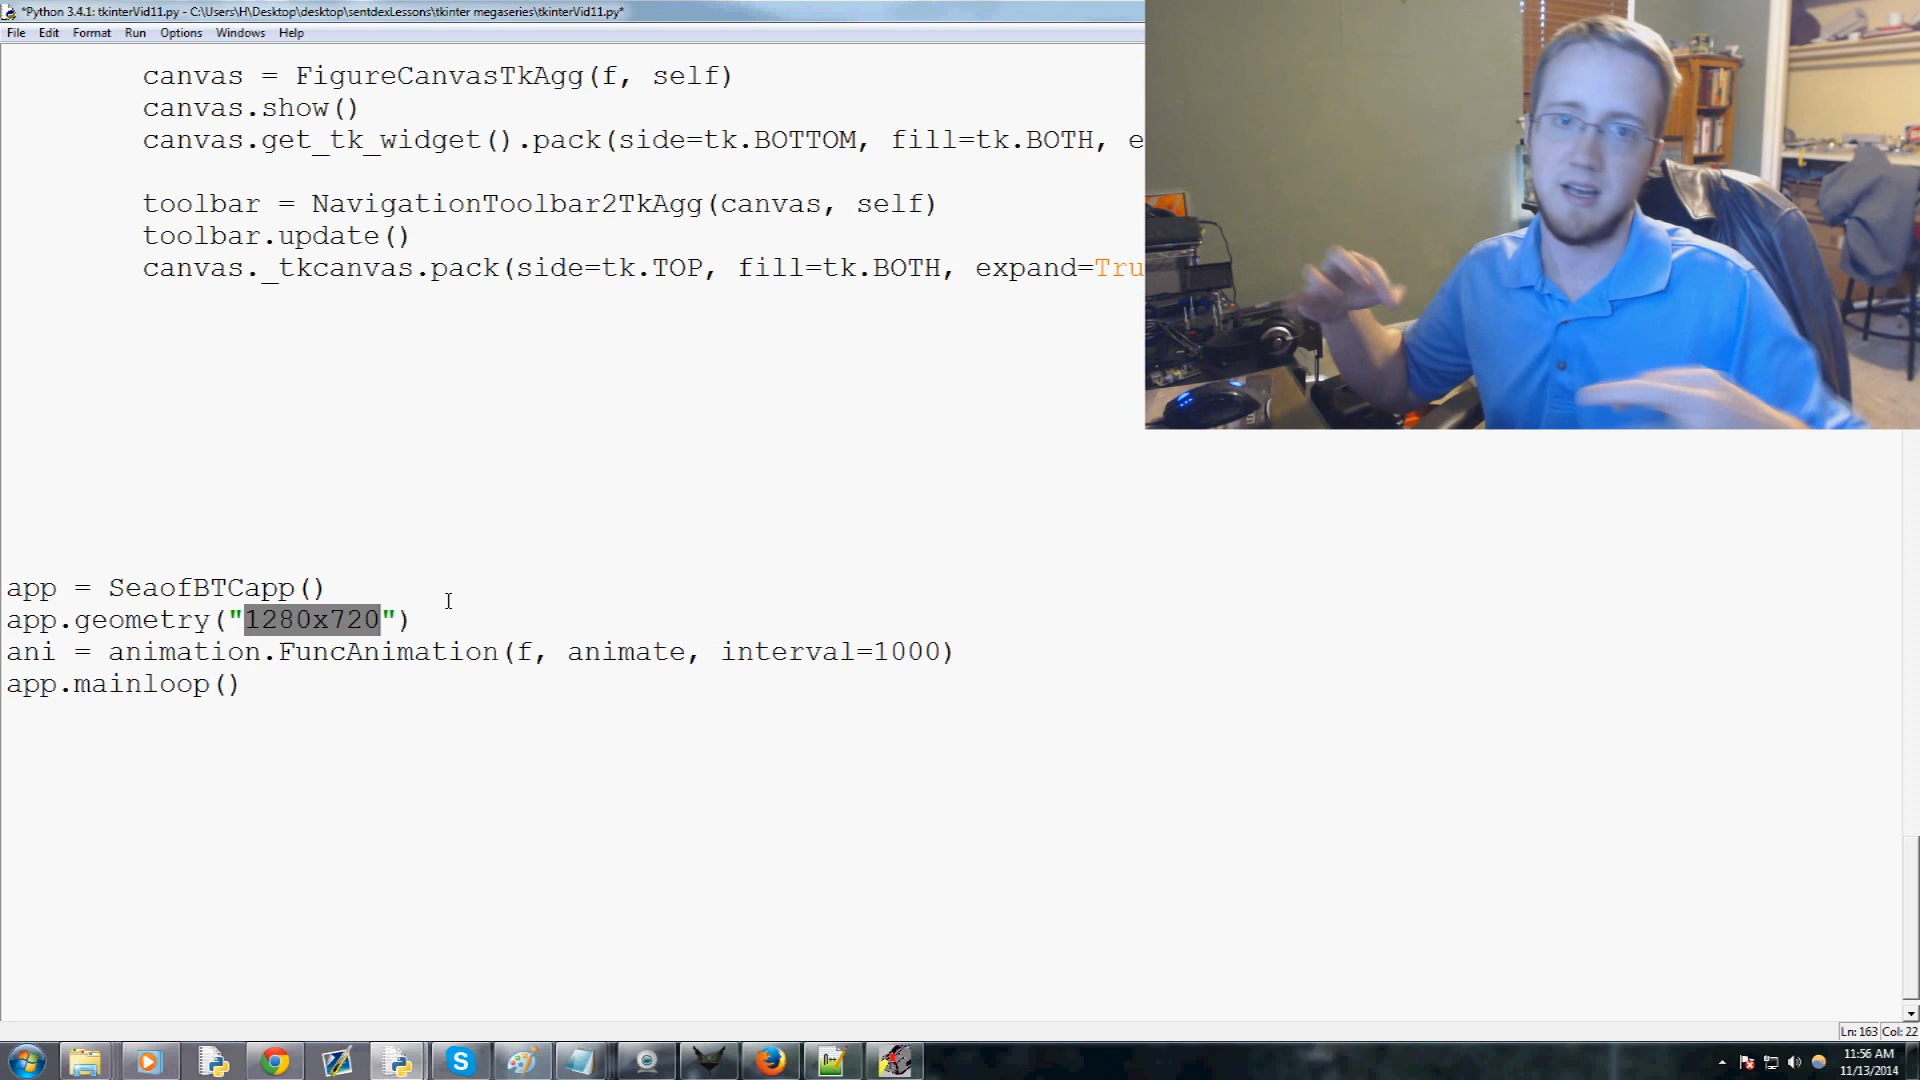 *Python 3.4.1: tkinterVid11.py - C:\Users\H\Desktop\desktop\sentdexLessons\tkinter megaseries\tkinterVid11.py*
File Edit Format Run Options Windows Help
canvas = FigureCanvasTkAgg(f, self)
canvas.show()
canvas.get_tk_widget().pack(side=tk.BOTTOM, fill=tk.BOTH, e
toolbar = NavigationToolbar2TkAgg(canvas, self)
toolbar.update()
canvas._tkcanvas.pack(side=tk.TOP, fill=tk.BOTH, expand=Tru
app = SeaofBTCapp()
app.geometry("1280x720")
ani = animation.FuncAnimation(f, animate, interval=1000)
app.mainloop()
Ln: 163 Col: 22
11:56 AM
11/13/2014